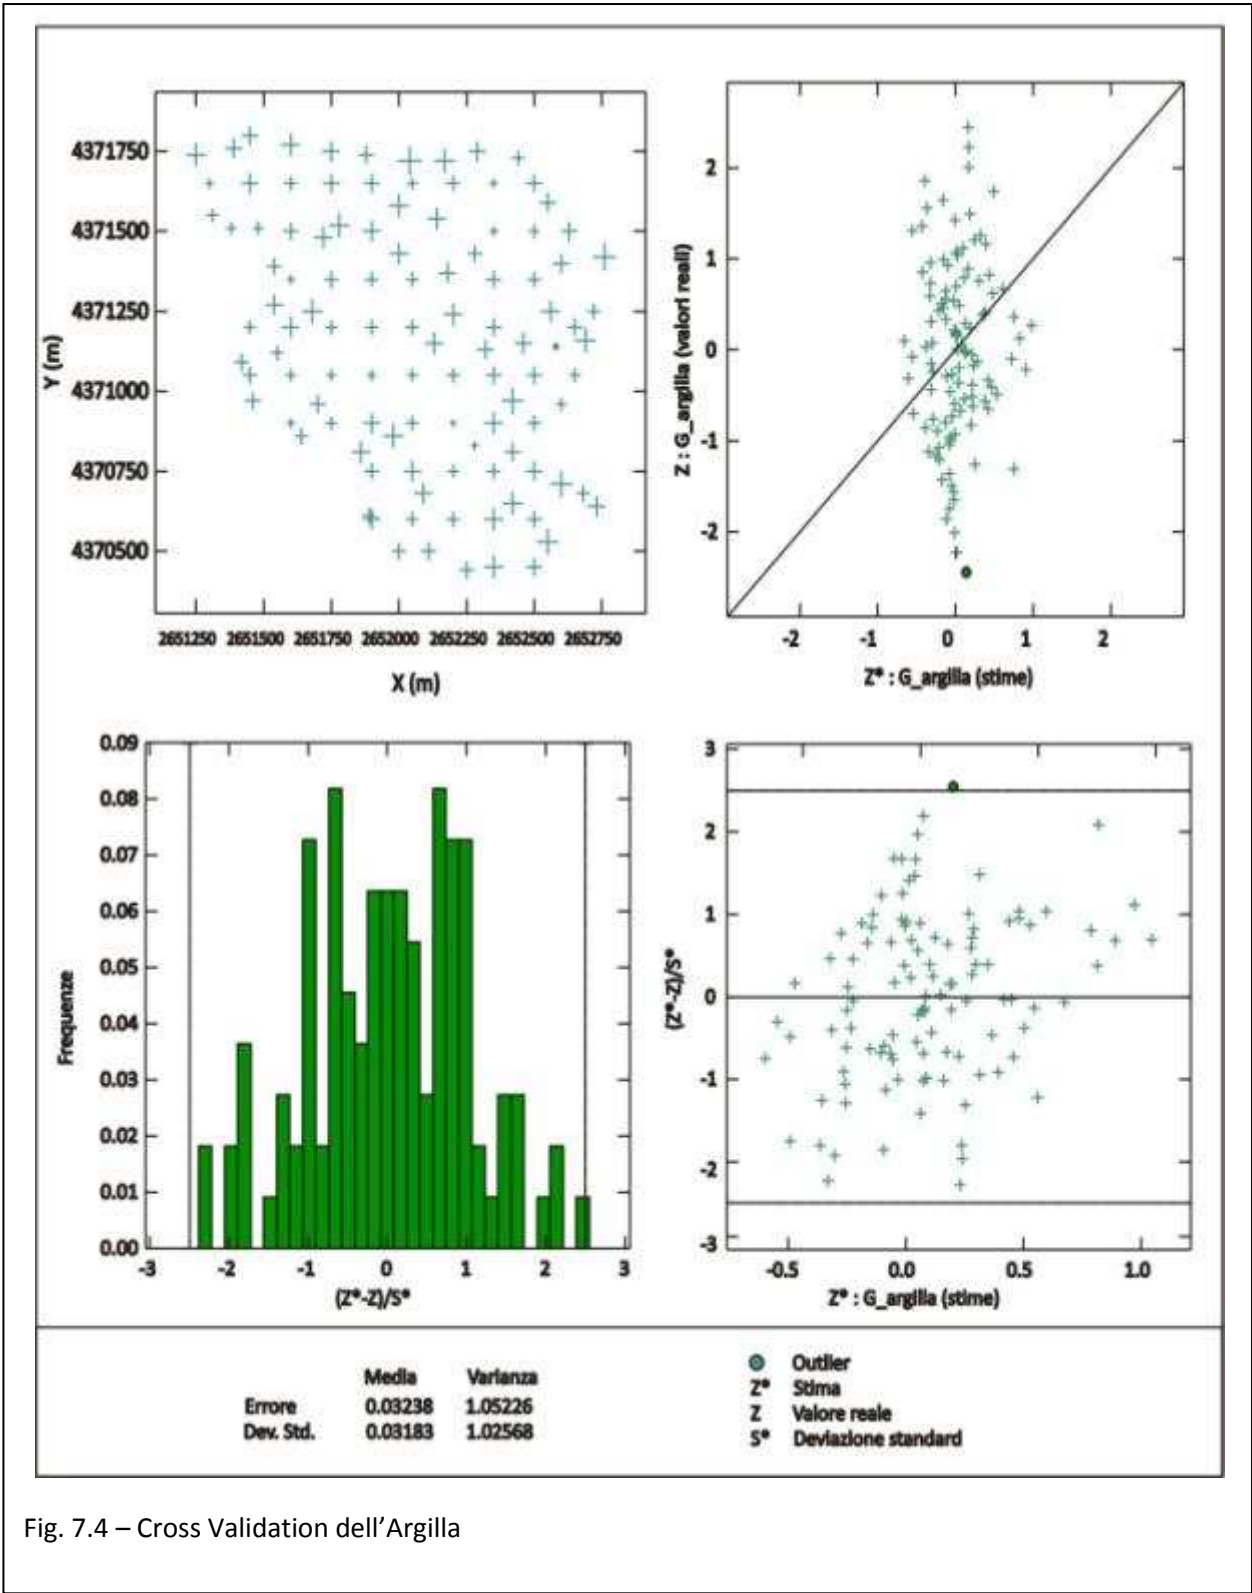 4371750
4371500
4371250
4371000
4370750
4370500
Y (m)
2651250 2651500 2651750 2652000 2652250 2652500 2652750
X (m)
2
1
0
-1
-2
Z : G_argilla (valori reali)
-2 -1 0 1 2
Z* : G_argilla (stime)
0.09
0.08
0.07
0.06
0.05
0.04
0.03
0.02
0.01
0.00
Frequenze
-3 -2 -1 0 1 2 3
(Z*-Z)/S*
3
2
1
0
-1
-2
-3
(Z*-Z)/S*
-0.5 0.0 0.5 1.0
Z* : G_argilla (stime)
Media Varianza
Errore 0.03238 1.05226
Dev. Std. 0.03183 1.02568
Outlier
Z* Stima
Z Valore reale
S* Deviazione standard
Fig. 7.4 – Cross Validation dell’Argilla